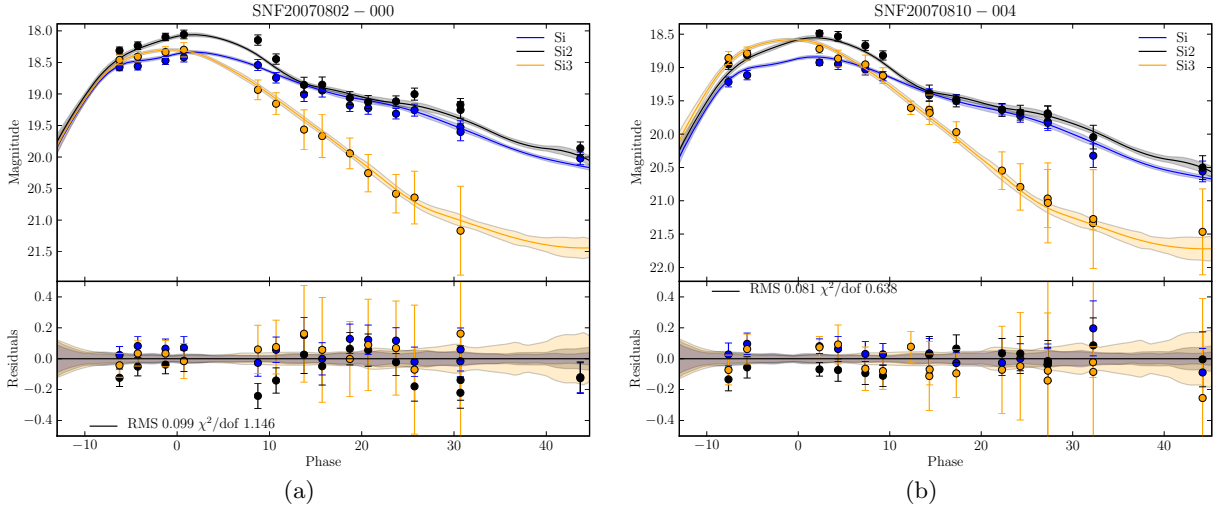 SNF20070802 − 000
Si
Si2
Si3
Magnitude
18.0
18.5
19.0
19.5
20.0
20.5
21.0
21.5
Residuals
0.4
0.2
0.0
−0.2
−0.4
RMS 0.099 χ²/dof 1.146
−10 0 10 20 30 40
Phase
(a)
SNF20070810 − 004
Si
Si2
Si3
Magnitude
18.5
19.0
19.5
20.0
20.5
21.0
21.5
22.0
Residuals
0.4
0.2
0.0
−0.2
−0.4
RMS 0.081 χ²/dof 0.638
−10 0 10 20 30 40
Phase
(b)